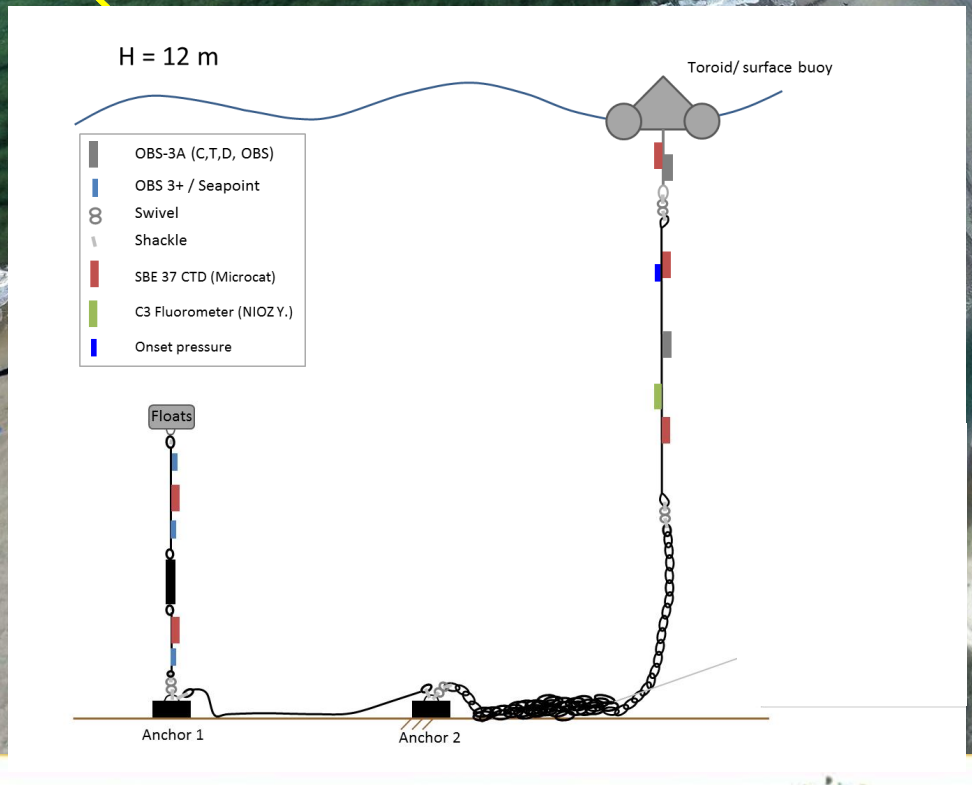 H = 12 m
Toroid/ surface buoy
OBS-3A (C,T,D, OBS)
OBS 3+ / Seapoint
Swivel
Shackle
SBE 37 CTD (Microcat)
C3 Fluorometer (NIOZ Y.)
Onset pressure
Floats
Anchor 1
Anchor 2